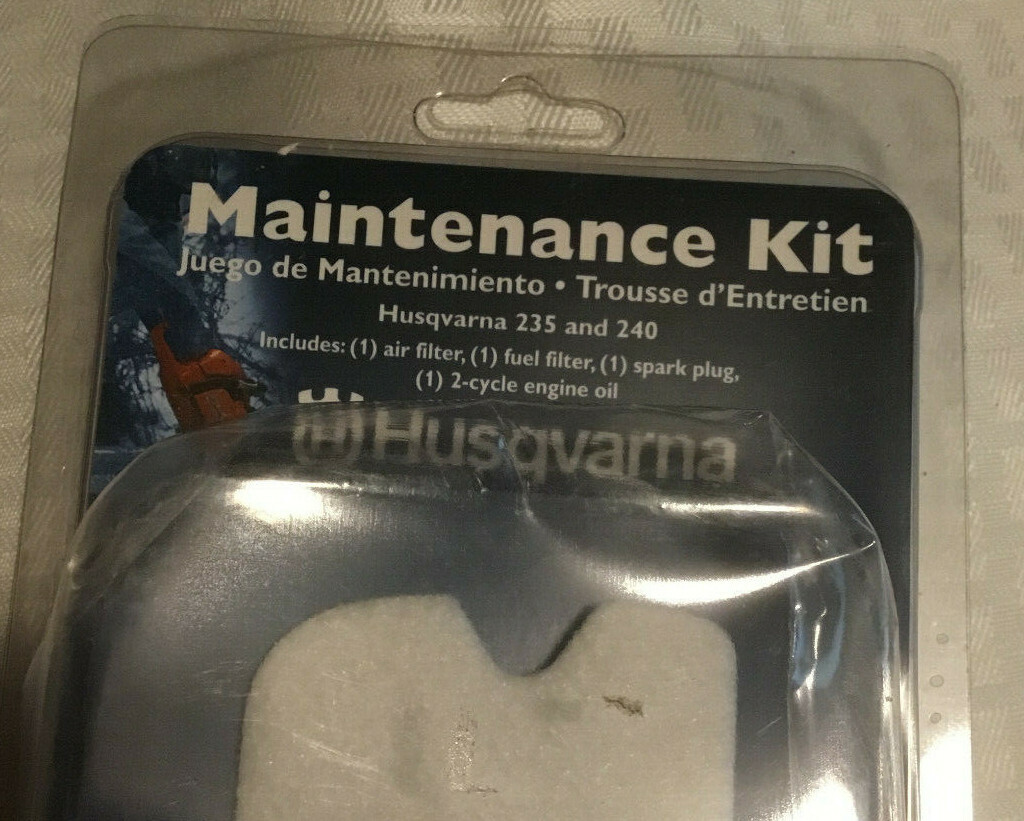 Maintenance Kit
Juego de Mantenimiento • Trousse d'Entretien
Husqvarna 235 and 240
Includes: (1) air filter, (1) fuel filter, (1) spark plug,
(1) 2-cycle engine oil
Husqvarna